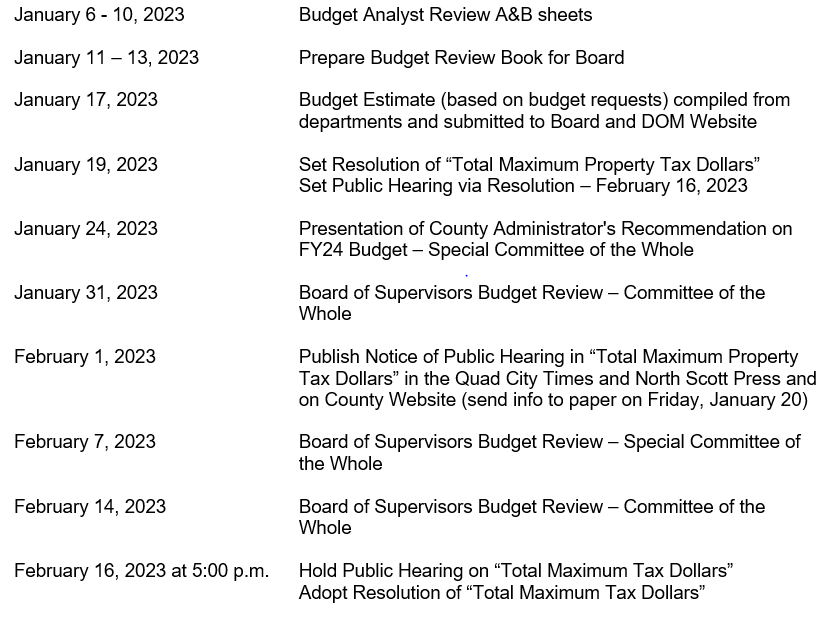 January 6 - 10, 2023 Budget Analyst Review A&B sheets
January 11 – 13, 2023 Prepare Budget Review Book for Board
January 17, 2023 Budget Estimate (based on budget requests) compiled from
departments and submitted to Board and DOM Website
January 19, 2023 Set Resolution of “Total Maximum Property Tax Dollars”
Set Public Hearing via Resolution – February 16, 2023
January 24, 2023 Presentation of County Administrator's Recommendation on
FY24 Budget – Special Committee of the Whole
January 31, 2023 Board of Supervisors Budget Review – Committee of the
Whole
February 1, 2023 Publish Notice of Public Hearing in “Total Maximum Property
Tax Dollars” in the Quad City Times and North Scott Press and
on County Website (send info to paper on Friday, January 20)
February 7, 2023 Board of Supervisors Budget Review – Special Committee of
the Whole
February 14, 2023 Board of Supervisors Budget Review – Committee of the
Whole
February 16, 2023 at 5:00 p.m. Hold Public Hearing on “Total Maximum Tax Dollars”
Adopt Resolution of “Total Maximum Tax Dollars”